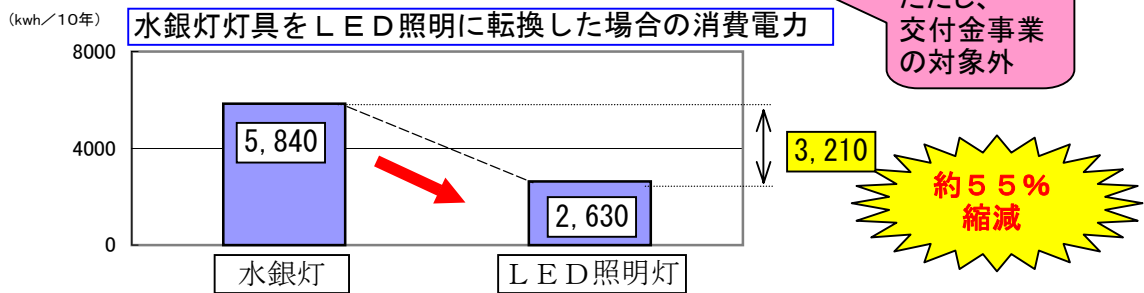 (kwh／10年)
水銀灯灯具をＬＥＤ照明に転換した場合の消費電力
ただし、
交付金事業
の対象外
8000
4000
0
5,840
2,630
3,210
約５５％
縮減
水銀灯
ＬＥＤ照明灯